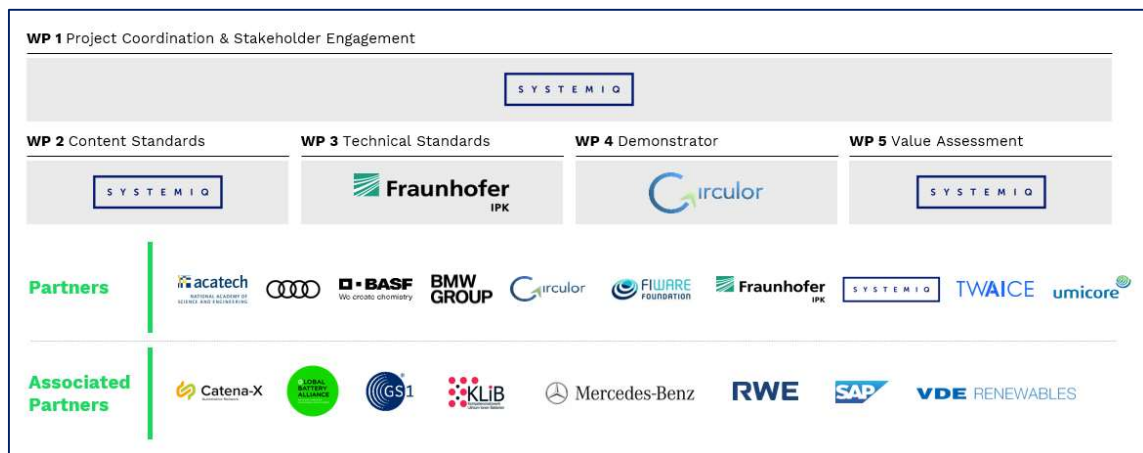 WP 1 Project Coordination & Stakeholder Engagement
SYSTEMIQ
WP 2 Content Standards
WP 3 Technical Standards
WP 4 Demonstrator
WP 5 Value Assessment
SYSTEMIQ
Fraunhofer
IPK
Circulor
SYSTEMIQ
Partners
acatech
NATIONAL ACADEMY OF
SCIENCE AND ENGINEERING
BASF
We create chemistry
BMW
GROUP
Circulor
FIWARE
FOUNDATION
Fraunhofer
IPK
SYSTEMIQ
TWAICE
umicore
Associated
Partners
Catena-X
GLOBAL
BATTERY
ALLIANCE
GS1
KLiB
Mercedes-Benz
RWE
SAP
VDE RENEWABLES